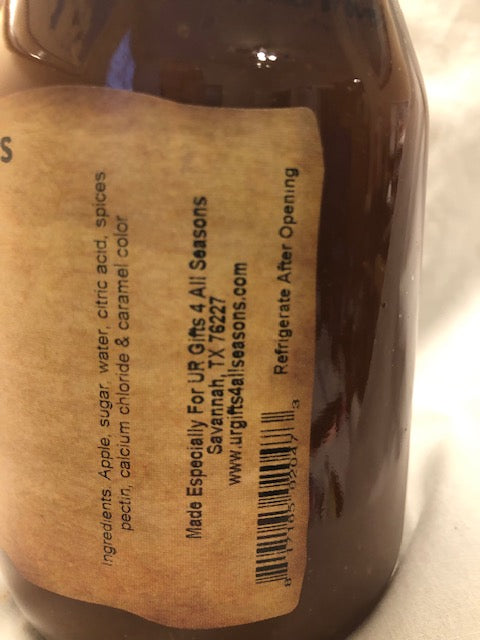 s
Ingredients. Apple, sugar, water, citric acid, spices
pectin, calcium chloride & caramel color
Made Especially For UR Gifts 4 All Seasons
Savannah, TX 76227
www.urgifts4allseasons.com
Refrigerate After Opening